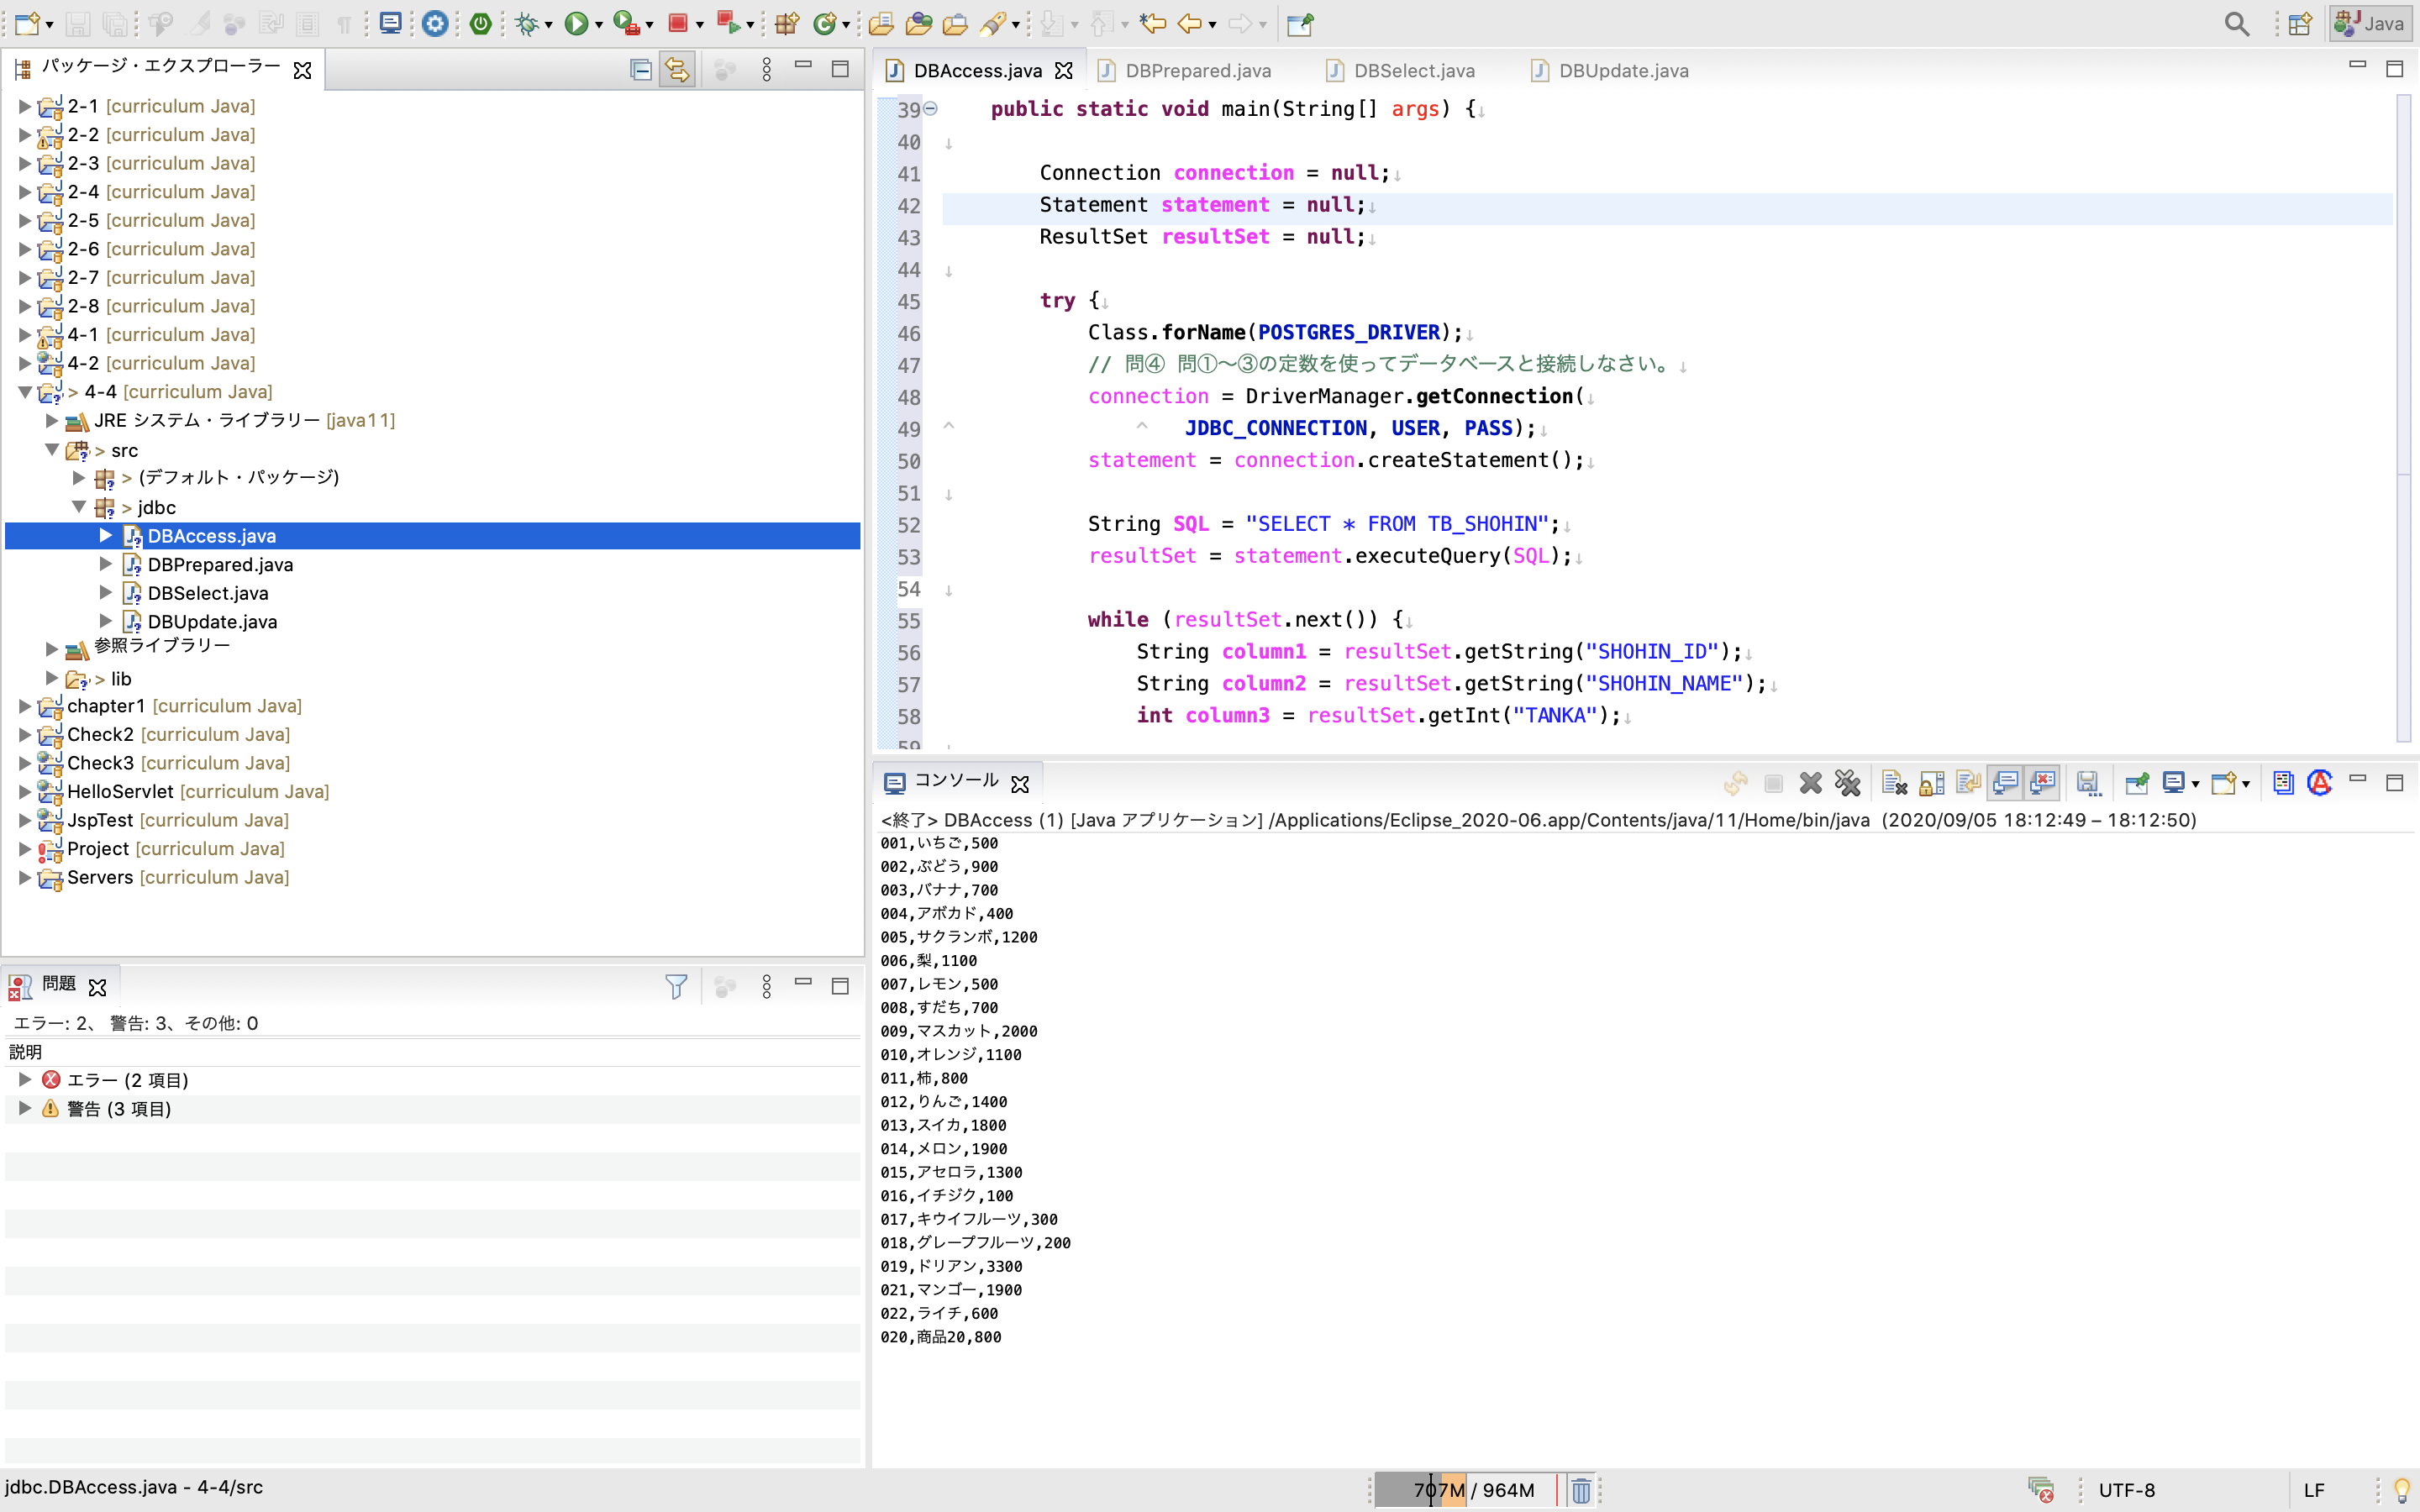 Java
パッケージ・エクスプローラー
2-1 [curriculum Java]
2-2 [curriculum Java]
2-3 [curriculum Java]
2-4 [curriculum Java]
2-5 [curriculum Java]
2-6 [curriculum Java]
2-7 [curriculum Java]
2-8 [curriculum Java]
4-1 [curriculum Java]
4-2 [curriculum Java]
> 4-4 [curriculum Java]
JRE システム・ライブラリー [java11]
> src
> (デフォルト・パッケージ)
> jdbc
DBAccess.java
DBPrepared.java
DBSelect.java
DBUpdate.java
参照ライブラリー
> lib
chapter1 [curriculum Java]
Check2 [curriculum Java]
Check3 [curriculum Java]
HelloServlet [curriculum Java]
JspTest [curriculum Java]
Project [curriculum Java]
Servers [curriculum Java]
問題
エラー: 2、 警告: 3、その他: 0
説明
エラー (2 項目)
警告 (3 項目)
DBAccess.java DBPrepared.java DBSelect.java DBUpdate.java
39 public static void main(String[] args) {
40
41 Connection connection = null;
42 Statement statement = null;
43 ResultSet resultSet = null;
44
45 try {
46 Class.forName(POSTGRES_DRIVER);
47 // 問④ 問①～③の定数を使ってデータベースと接続しなさい。
48 connection = DriverManager.getConnection(
49 JDBC_CONNECTION, USER, PASS);
50 statement = connection.createStatement();
51
52 String SQL = "SELECT * FROM TB_SHOHIN";
53 resultSet = statement.executeQuery(SQL);
54
55 while (resultSet.next()) {
56 String column1 = resultSet.getString("SHOHIN_ID");
57 String column2 = resultSet.getString("SHOHIN_NAME");
58 int column3 = resultSet.getInt("TANKA");
59
コンソール
<終了> DBAccess (1) [Java アプリケーション] /Applications/Eclipse_2020-06.app/Contents/java/11/Home/bin/java (2020/09/05 18:12:49 – 18:12:50)
001,いちご,500
002,ぶどう,900
003,バナナ,700
004,アボカド,400
005,サクランボ,1200
006,梨,1100
007,レモン,500
008,すだち,700
009,マスカット,2000
010,オレンジ,1100
011,柿,800
012,りんご,1400
013,スイカ,1800
014,メロン,1900
015,アセロラ,1300
016,イチジク,100
017,キウイフルーツ,300
018,グレープフルーツ,200
019,ドリアン,3300
021,マンゴー,1900
022,ライチ,600
020,商品20,800
jdbc.DBAccess.java - 4-4/src
707M / 964M
UTF-8
LF